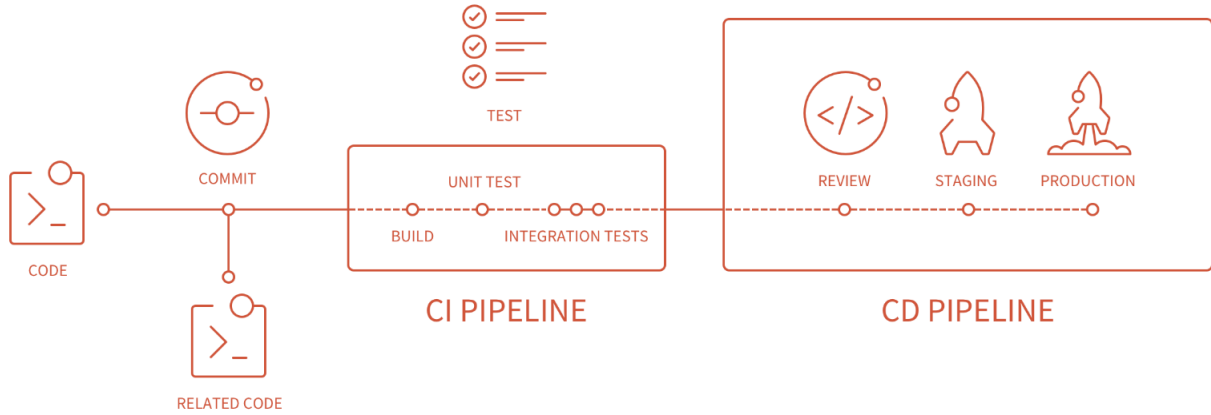 TEST
COMMIT
UNIT TEST
REVIEW
STAGING
PRODUCTION
BUILD
INTEGRATION TESTS
CODE
CI PIPELINE
CD PIPELINE
RELATED CODE